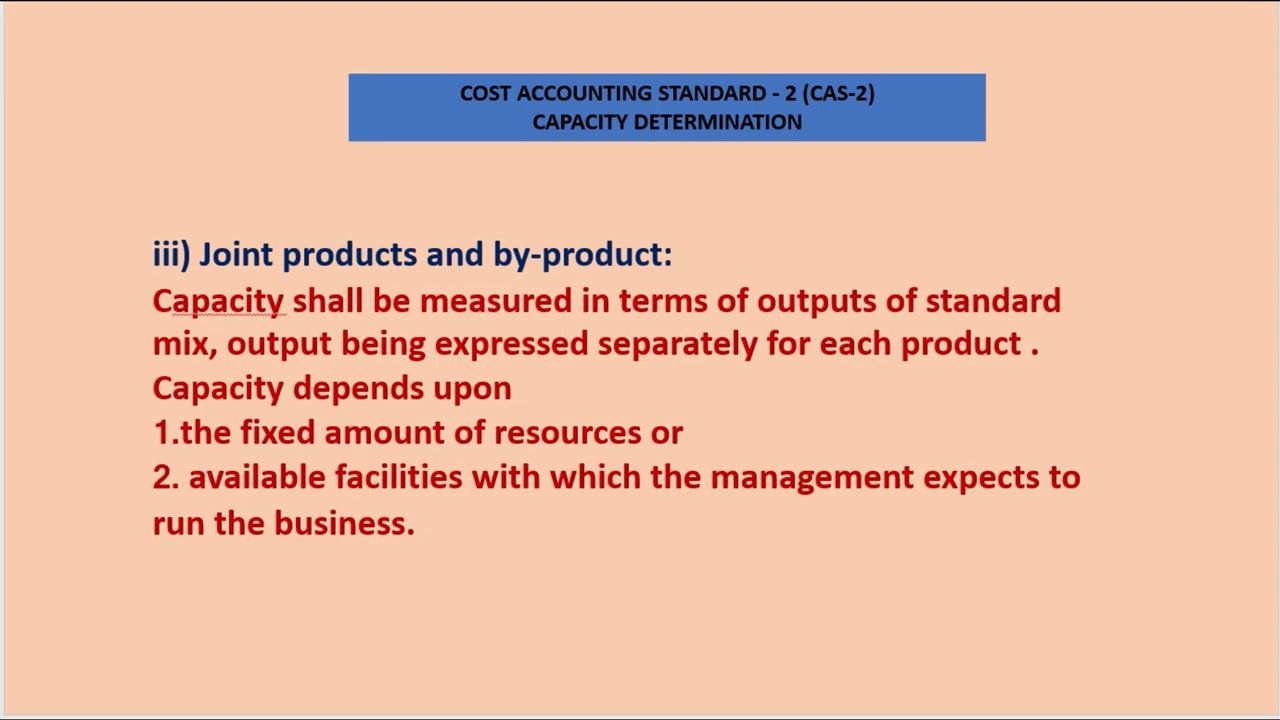 COST ACCOUNTING STANDARD - 2 (CAS-2)
CAPACITY DETERMINATION
iii) Joint products and by-product:
Capacity shall be measured in terms of outputs of standard
mix, output being expressed separately for each product .
Capacity depends upon
1.the fixed amount of resources or
2. available facilities with which the management expects to
run the business.